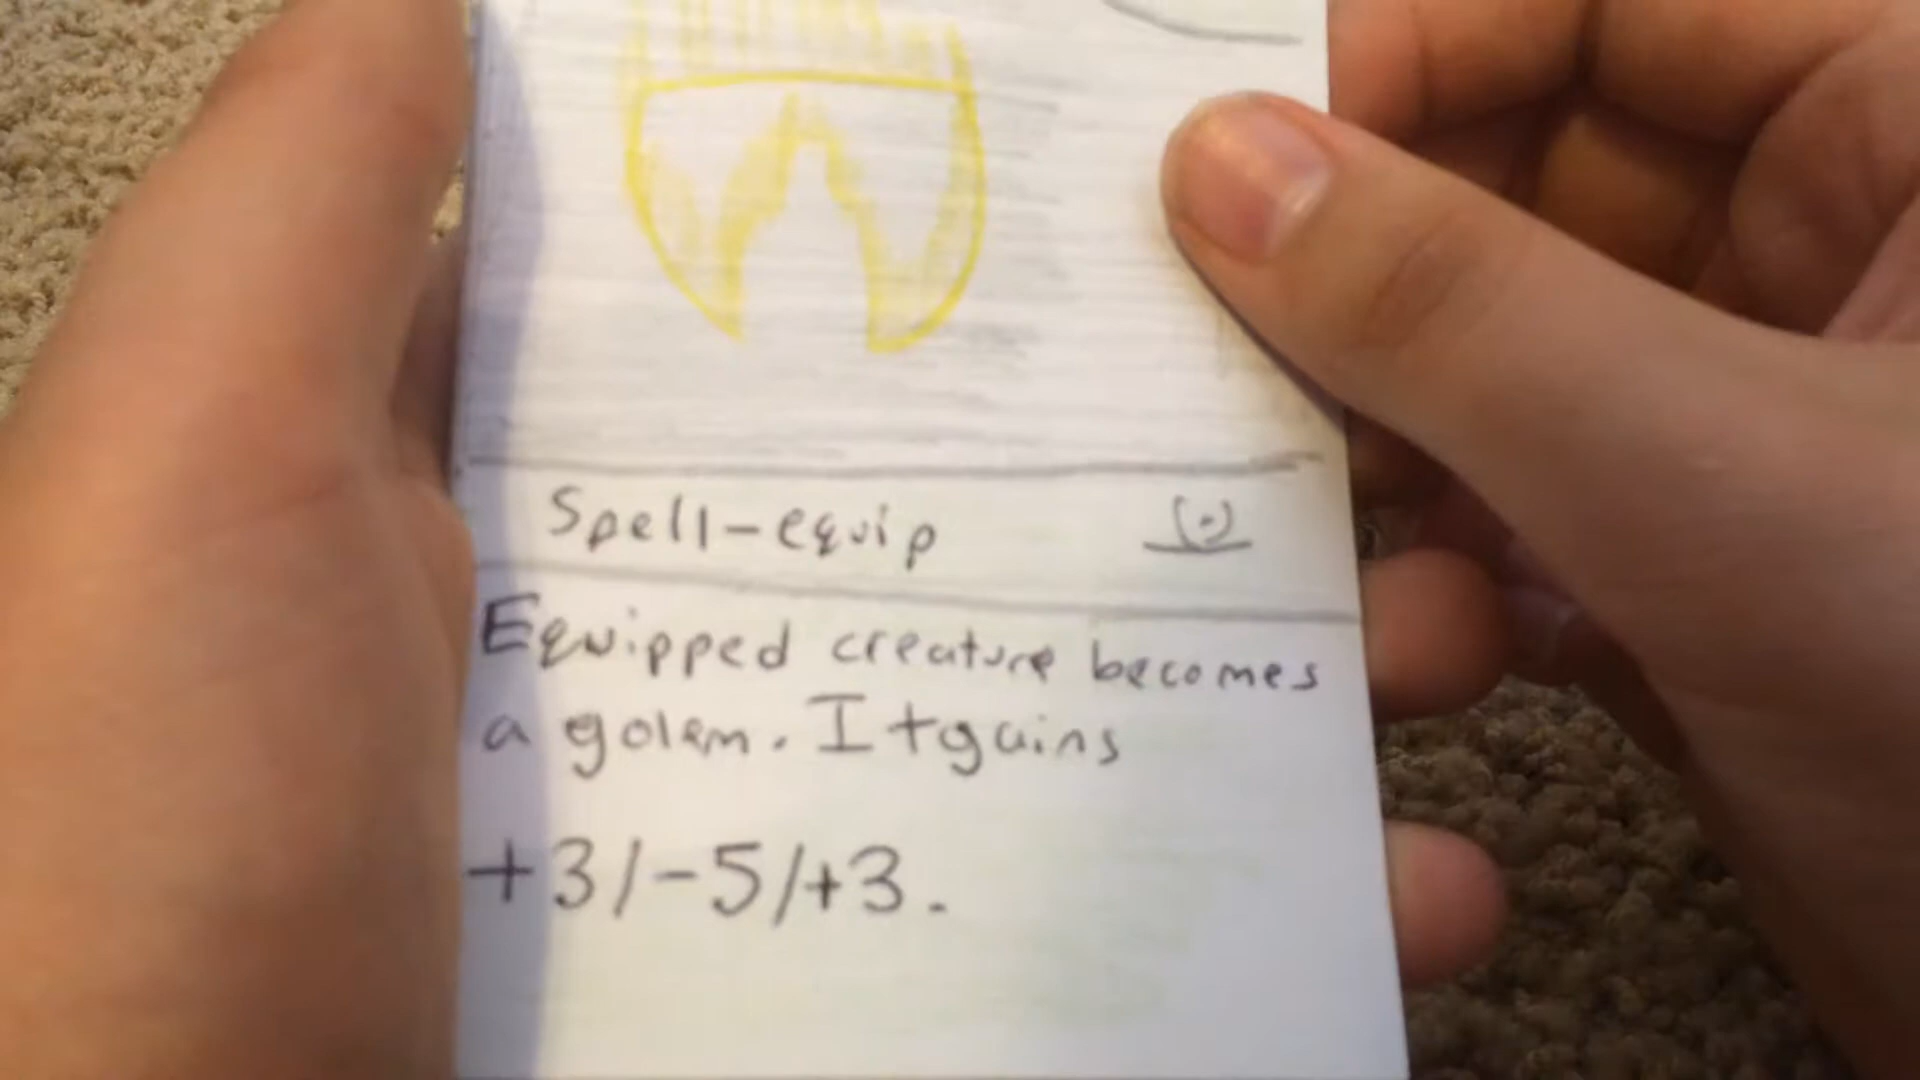 Spell-equip
Equipped creature becomes
a golem. It gains
+3/-5/+3.